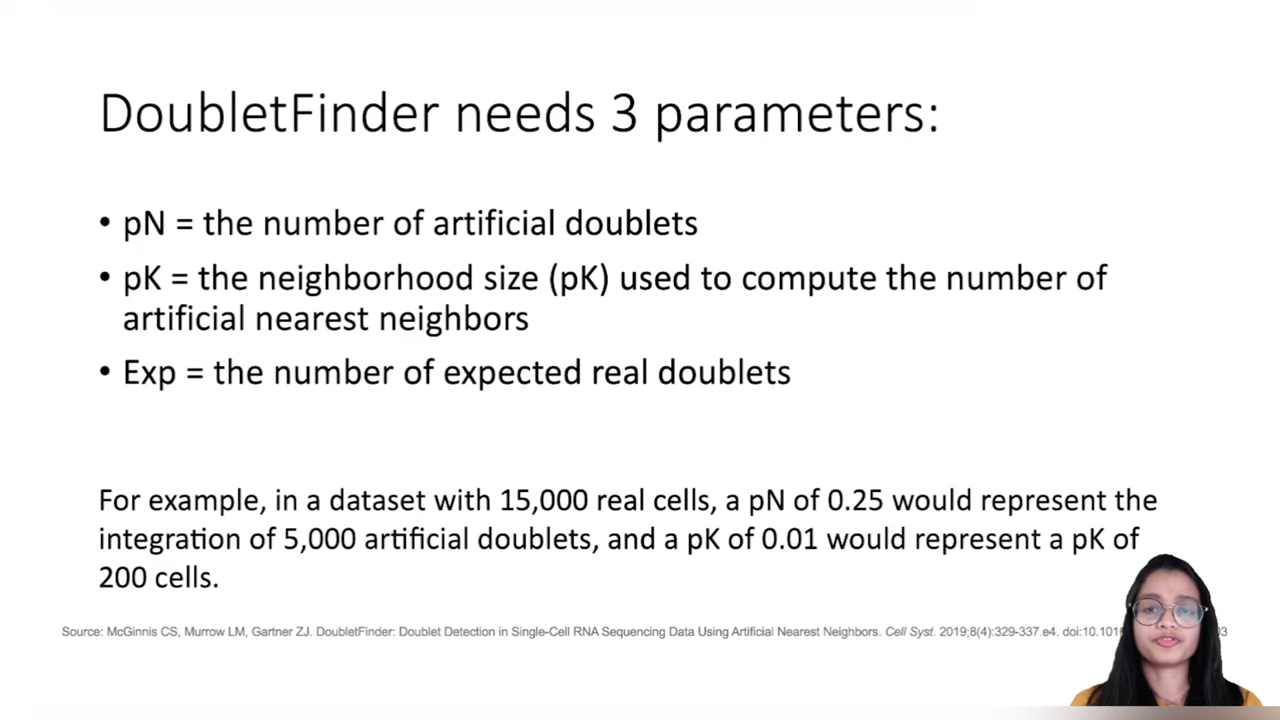 DoubletFinder needs 3 parameters:
• pN = the number of artificial doublets
• pK = the neighborhood size (pK) used to compute the number of
artificial nearest neighbors
• Exp = the number of expected real doublets
For example, in a dataset with 15,000 real cells, a pN of 0.25 would represent the
integration of 5,000 artificial doublets, and a pK of 0.01 would represent a pK of
200 cells.
Source: McGinnis CS, Murrow LM, Gartner ZJ. DoubletFinder: Doublet Detection in Single-Cell RNA Sequencing Data Using Artificial Nearest Neighbors. Cell Syst. 2019;8(4):329-337.e4. 03